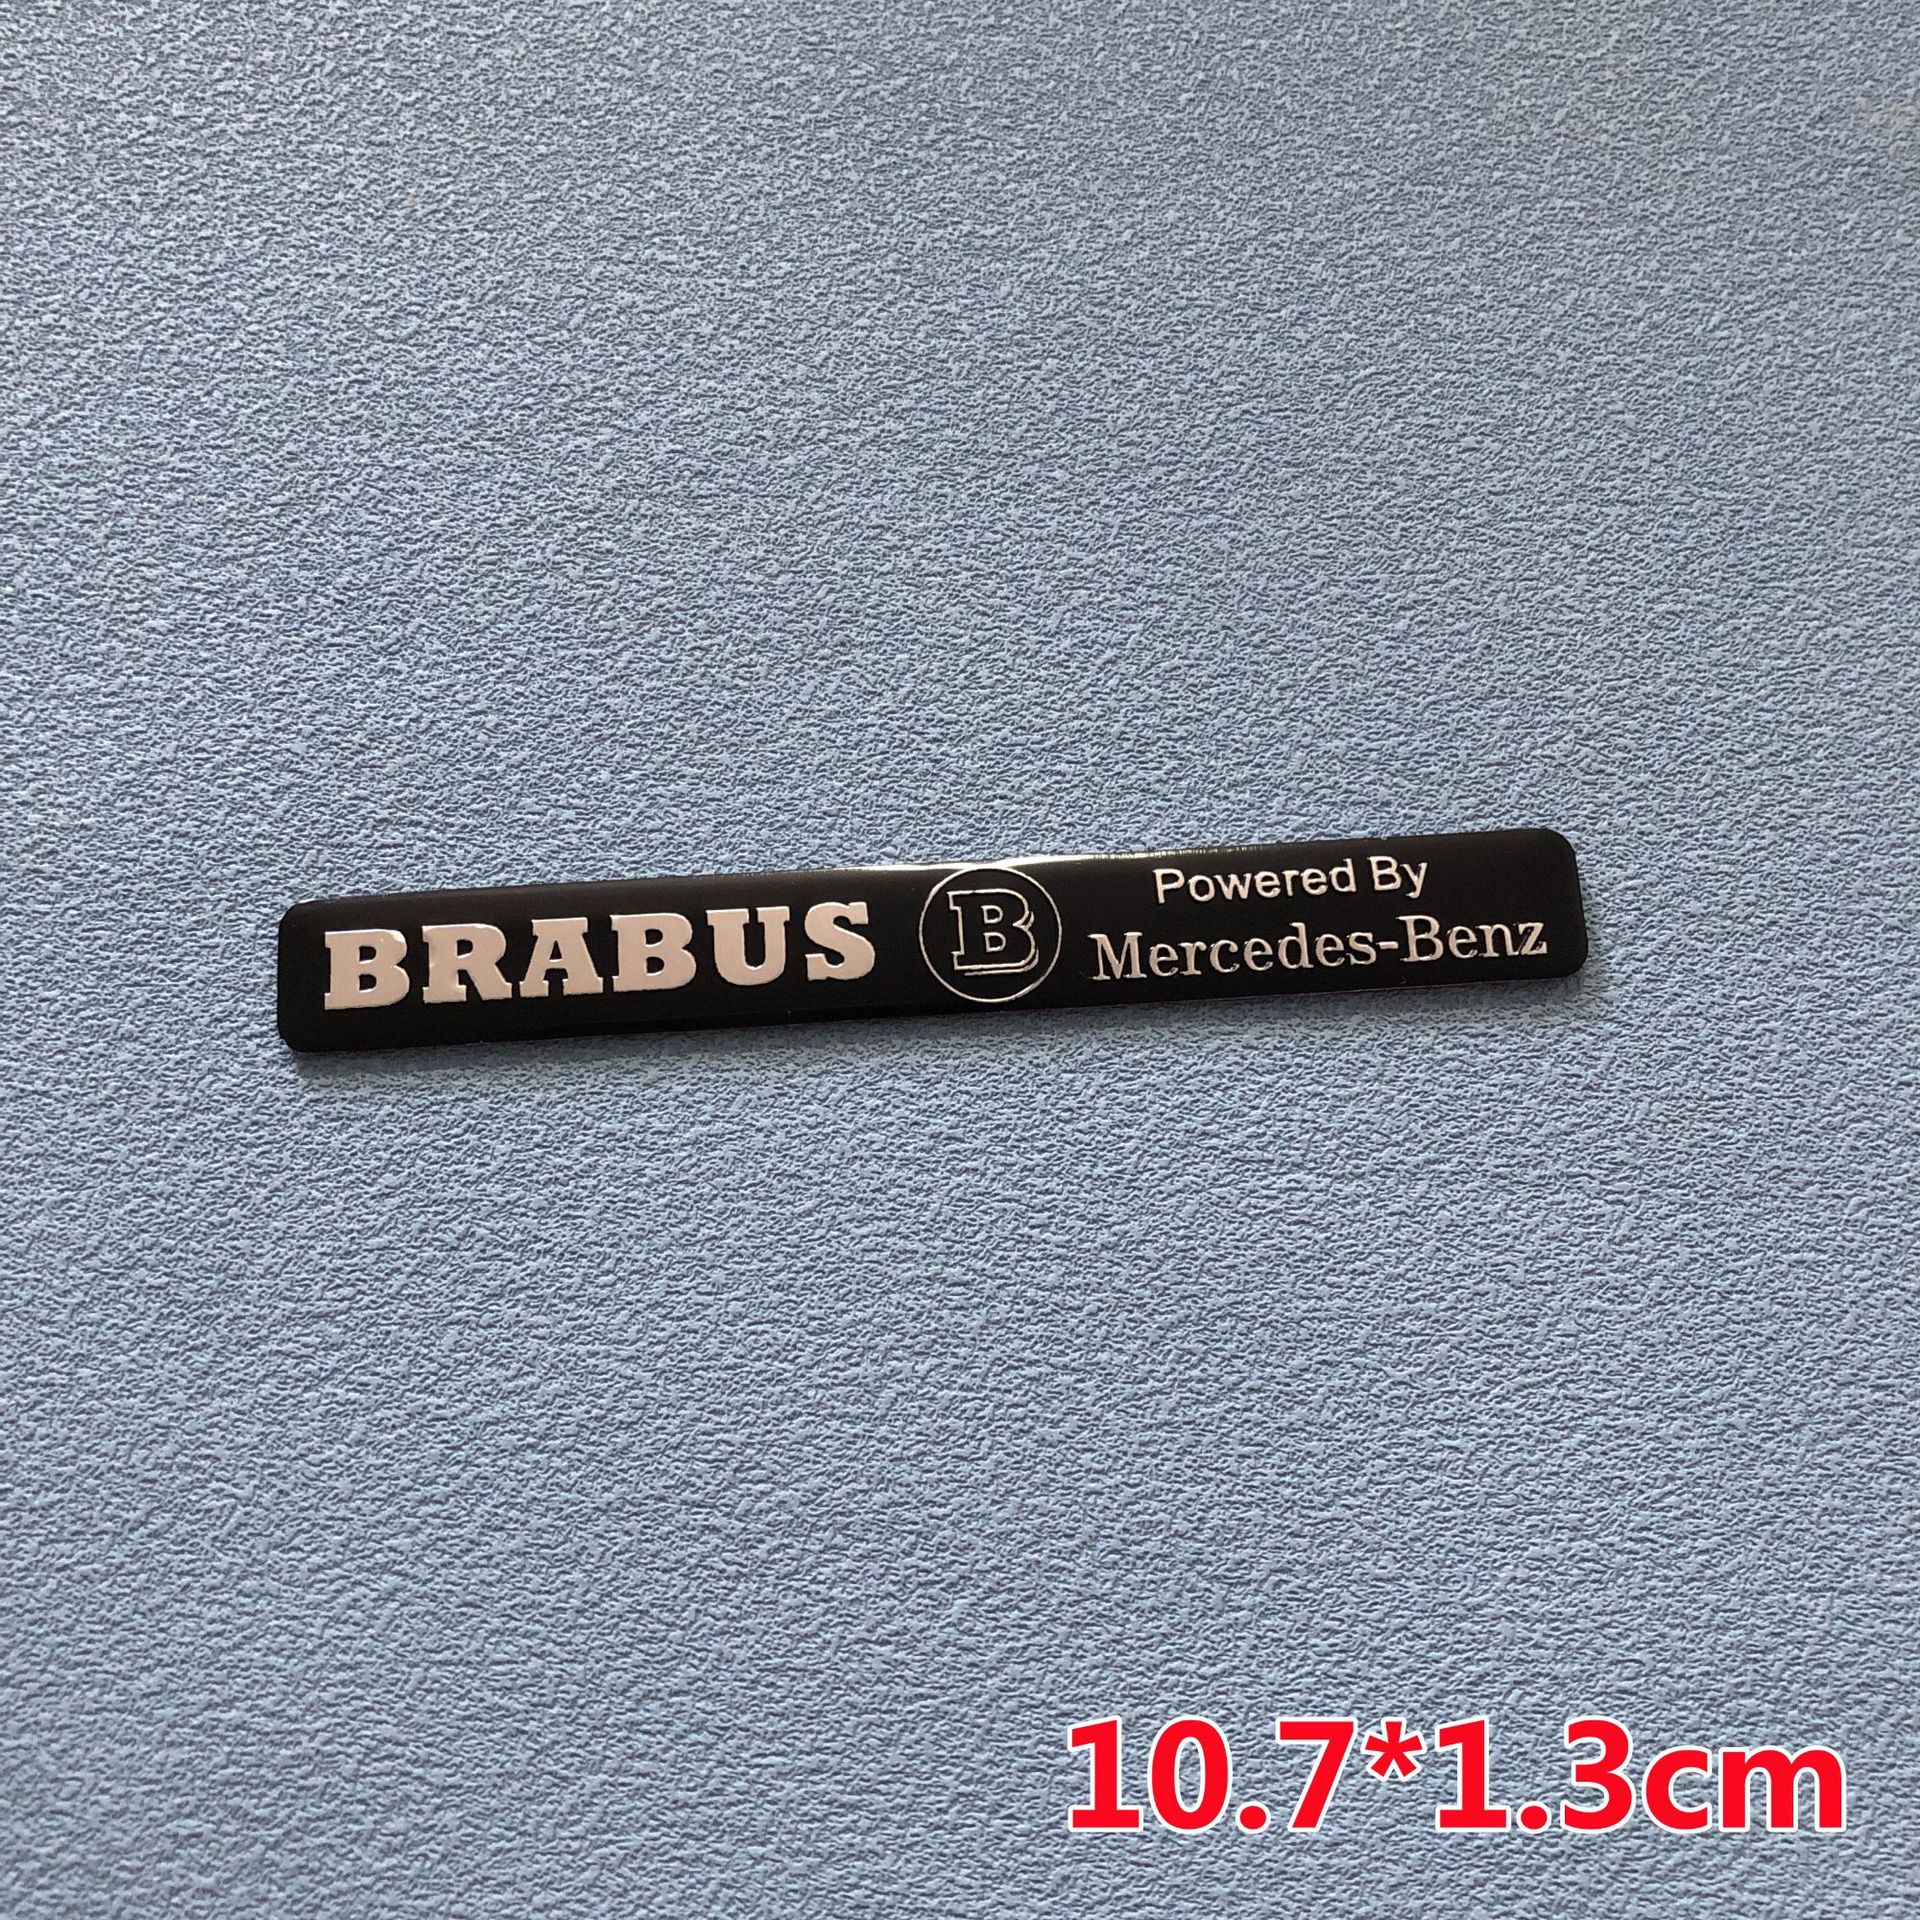 BRABUS B Powered By
Mercedes-Benz
10.7*1.3cm